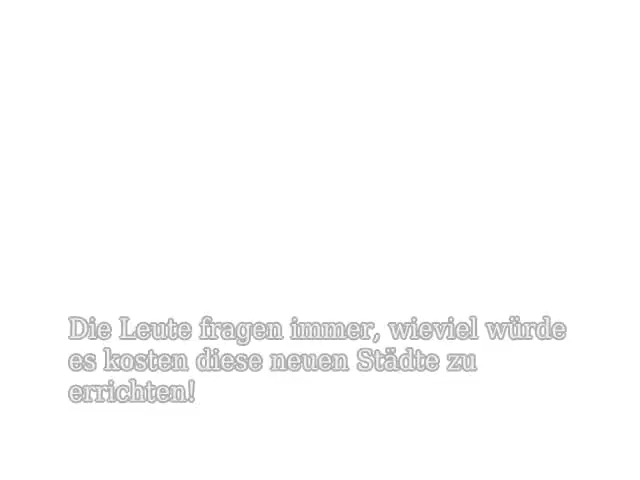 Die Leute fragen immer, wieviel würde
es kosten diese neuen Städte zu
errichten!